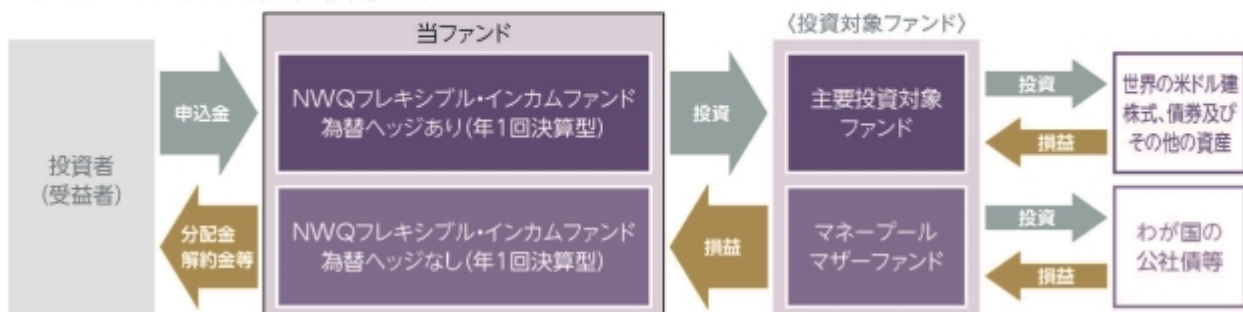 当ファンド
〈投資対象ファンド〉
投資者
(受益者)
申込金
分配金
解約金等
NWQフレキシブル・インカムファンド
為替ヘッジあり(年1回決算型)
NWQフレキシブル・インカムファンド
為替ヘッジなし(年1回決算型)
投資
損益
主要投資対象
ファンド
マネープール
マザーファンド
投資
損益
投資
損益
世界の米ドル建
株式、債券及び
その他の資産
わが国の
公社債等